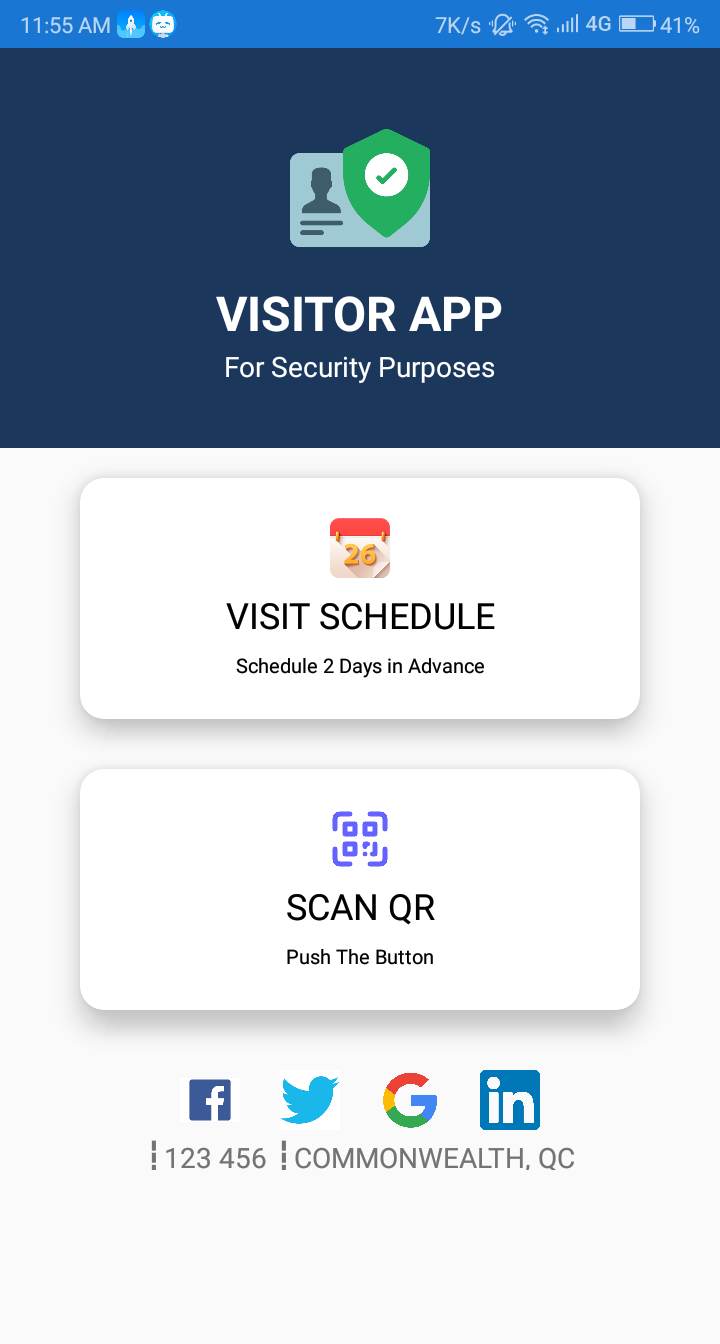 11:55 AM 7K/s 4G 41%
VISITOR APP
For Security Purposes
26
VISIT SCHEDULE
Schedule 2 Days in Advance
SCAN QR
Push The Button
f in
┇123 456 ┇COMMONWEALTH, QC